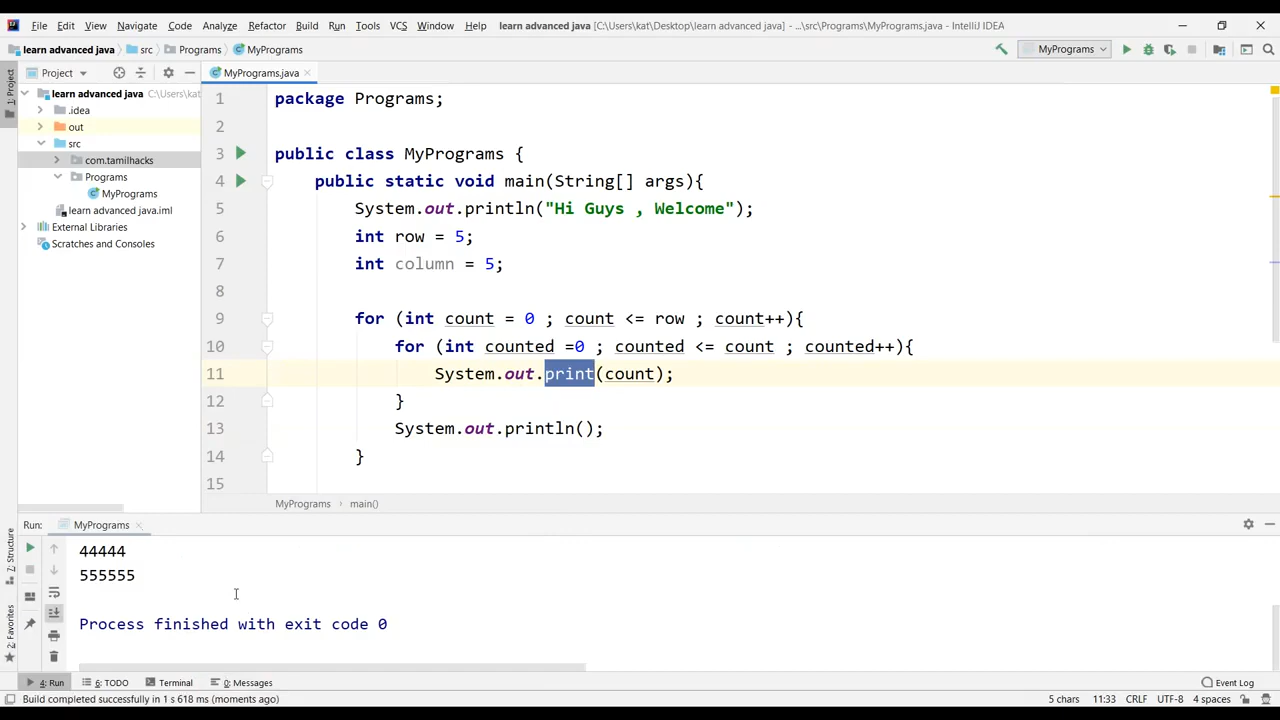 File Edit View Navigate Code Analyze Refactor Build Run Tools VCS Window Help learn advanced java [C:\Users\kat\Desktop\learn advanced java] - ...\src\Programs\MyPrograms.java - IntelliJ IDEA
learn advanced java src Programs MyPrograms MyPrograms
Project MyPrograms.java
1: Project
learn advanced java C:\Users\kat
.idea
out
src
com.tamilhacks
Programs
MyPrograms
learn advanced java.iml
External Libraries
Scratches and Consoles
1 package Programs;
2
3 public class MyPrograms {
4 public static void main(String[] args){
5 System.out.println("Hi Guys , Welcome");
6 int row = 5;
7 int column = 5;
8
9 for (int count = 0 ; count <= row ; count++){
10 for (int counted =0 ; counted <= count ; counted++){
11 System.out.print(count);
12 }
13 System.out.println();
14 }
15
MyPrograms main()
Run: MyPrograms
7: Structure
2: Favorites
44444
555555
Process finished with exit code 0
4: Run 6: TODO Terminal 0: Messages Event Log
Build completed successfully in 1 s 618 ms (moments ago) 5 chars 11:33 CRLF UTF-8 4 spaces